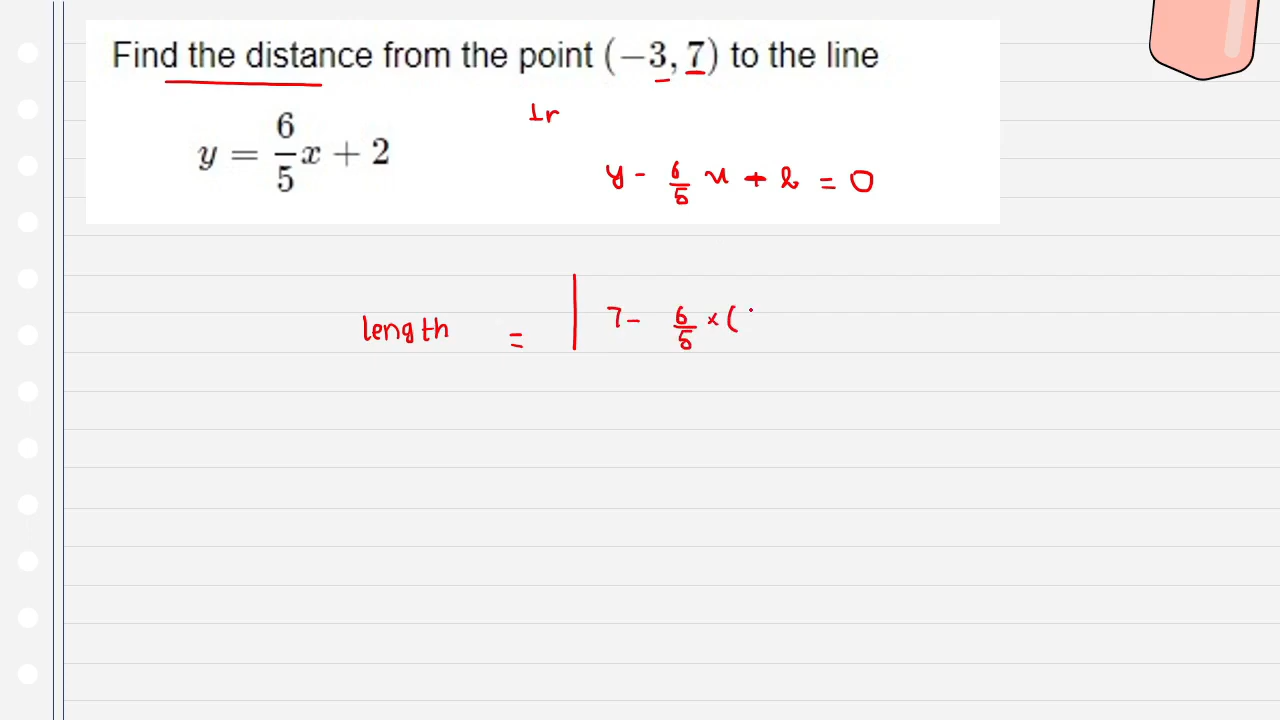 Find the distance from the point (−3, 7) to the line
y = 6/5 x + 2
⊥r
y - 6/5 x + 2 = 0
length = | 7 - 6/5 × (